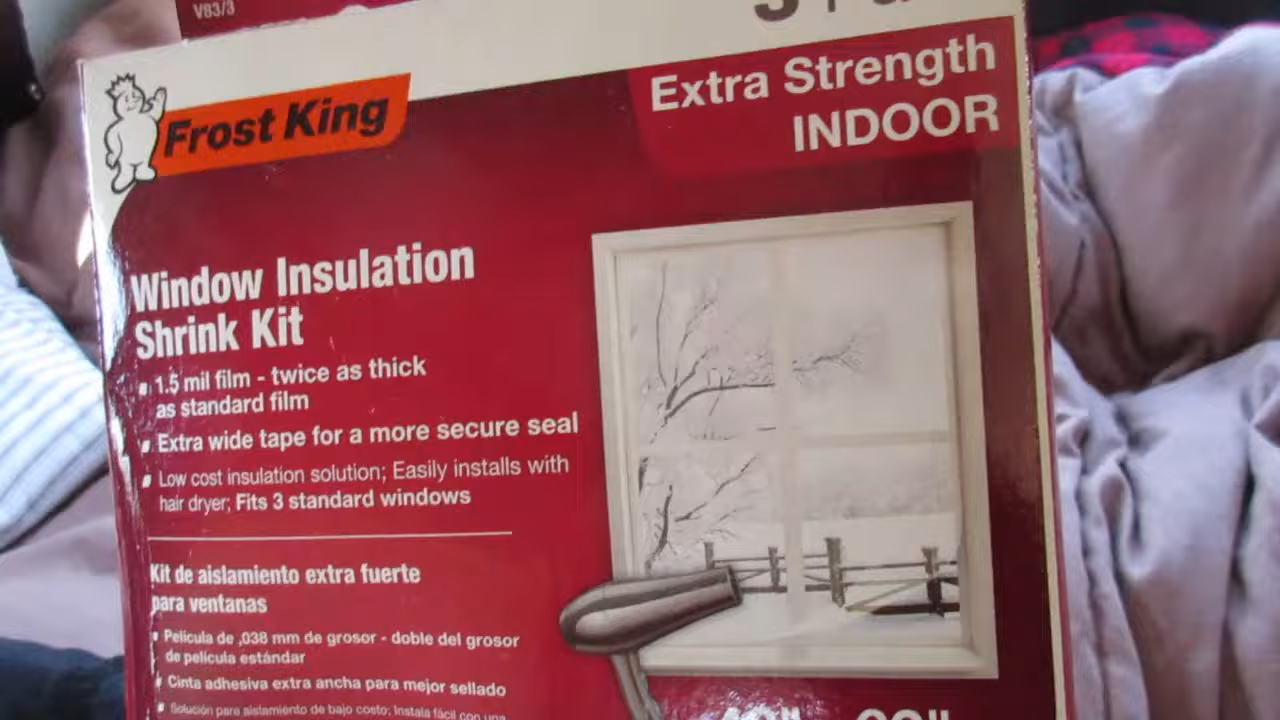 V83/3
Frost King
Extra Strength
INDOOR
Window Insulation
Shrink Kit
▪ 1.5 mil film - twice as thick
as standard film
▪ Extra wide tape for a more secure seal
▪ Low cost insulation solution; Easily installs with
hair dryer; Fits 3 standard windows
Kit de aislamiento extra fuerte
para ventanas
▪ Película de ,038 mm de grosor - doble del grosor
de película estándar
▪ Cinta adhesiva extra ancha para mejor sellado
▪ Solución para aislamiento de bajo costo; Instala fácil con una